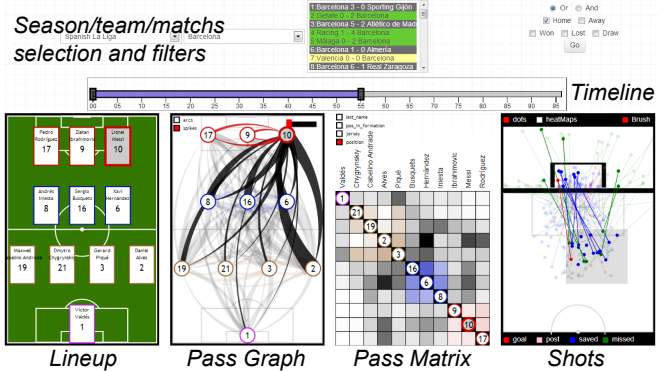 Season/team/matchs
selection and filters
Spanish La Liga
Barcelona
1:Barcelona 3 - 0 Sporting Gijón
2:Getafe 0 - 2 Barcelona
3:Barcelona 5 - 2 Atlético de Mad
4:Racing 1 - 4 Barcelona
5:Málaga 0 - 2 Barcelona
6:Barcelona 1 - 0 Almería
7:Valencia 0 - 0 Barcelona
8:Barcelona 6 - 1 Real Zaragoza
Or And
Home Away
Won Lost Draw
Go
Timeline
00 05 10 15 20 25 30 35 40 45 50 55 60 65 70 75 80 85 90 95
Pedro Rodríguez 17
Zlatan Ibrahimovic 9
Lionel Messi 10
Andrés Iniesta 8
Sergio Busquets 16
Xavi Hernández 6
Maxwell Cabelino Andrade 19
Dmytro Chygrynskiy 21
Gerard Piqué 3
Daniel Alves 2
Víctor Valdés 1
Lineup
arcs
spikes
17 9 10
8 16 6
19 21 3 2
1
Pass Graph
last_name
pos_in_formation
jersey
position
Valdés
Chygrynskiy
Cabelino Andrade
Alves
Piqué
Busquets
Hernández
Iniesta
Ibrahimovic
Messi
Rodríguez
1
21
19
2
3
16
6
8
9
10
17
Pass Matrix
dots heatMaps Brush
goal post saved missed
Shots